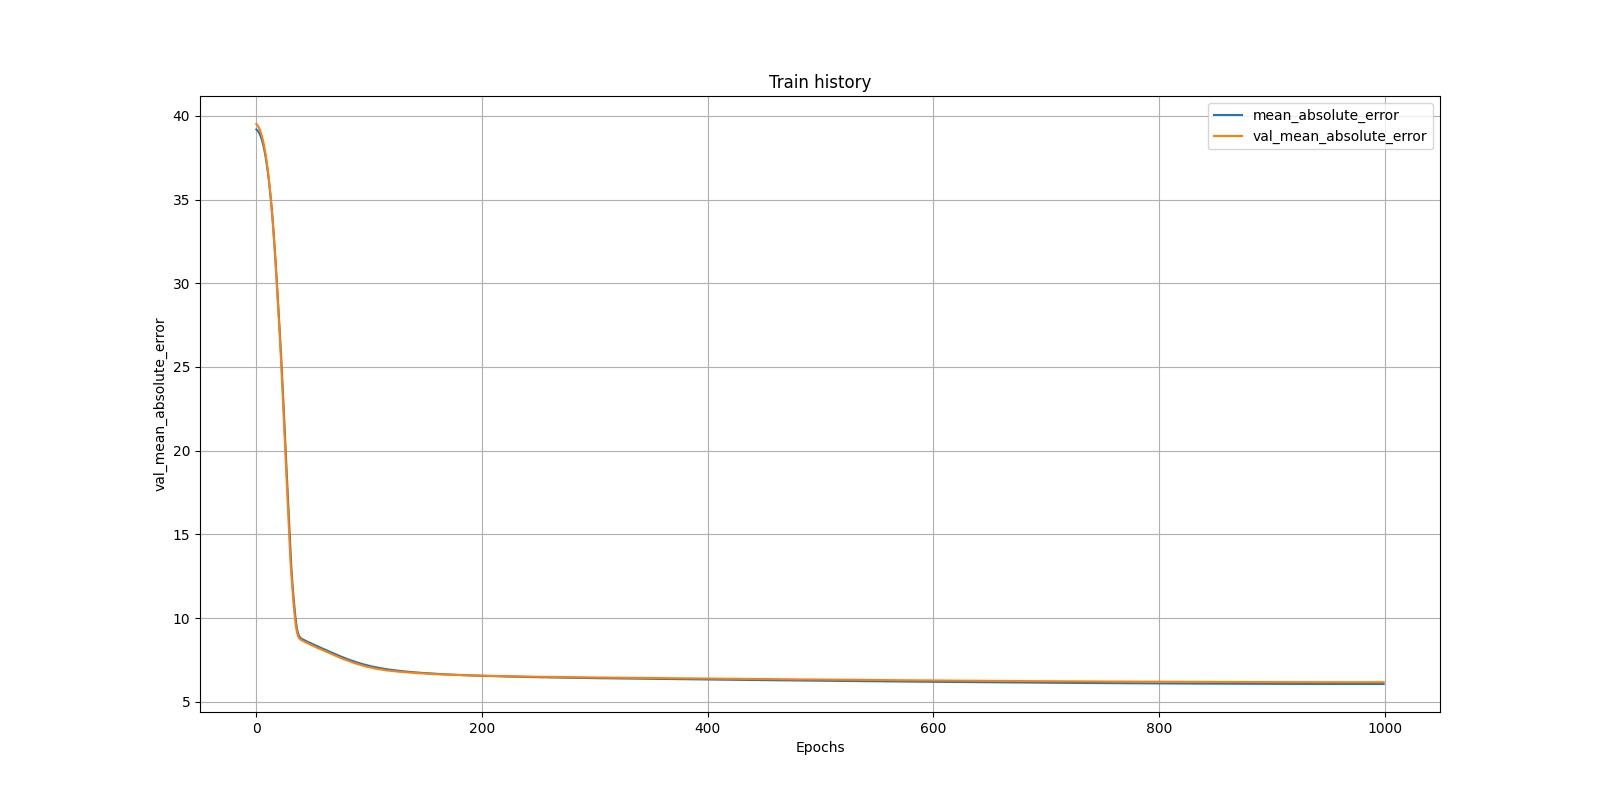 Train history
mean_absolute_error
val_mean_absolute_error
val_mean_absolute_error
40
35
30
25
20
15
10
5
0 200 400 600 800 1000
Epochs